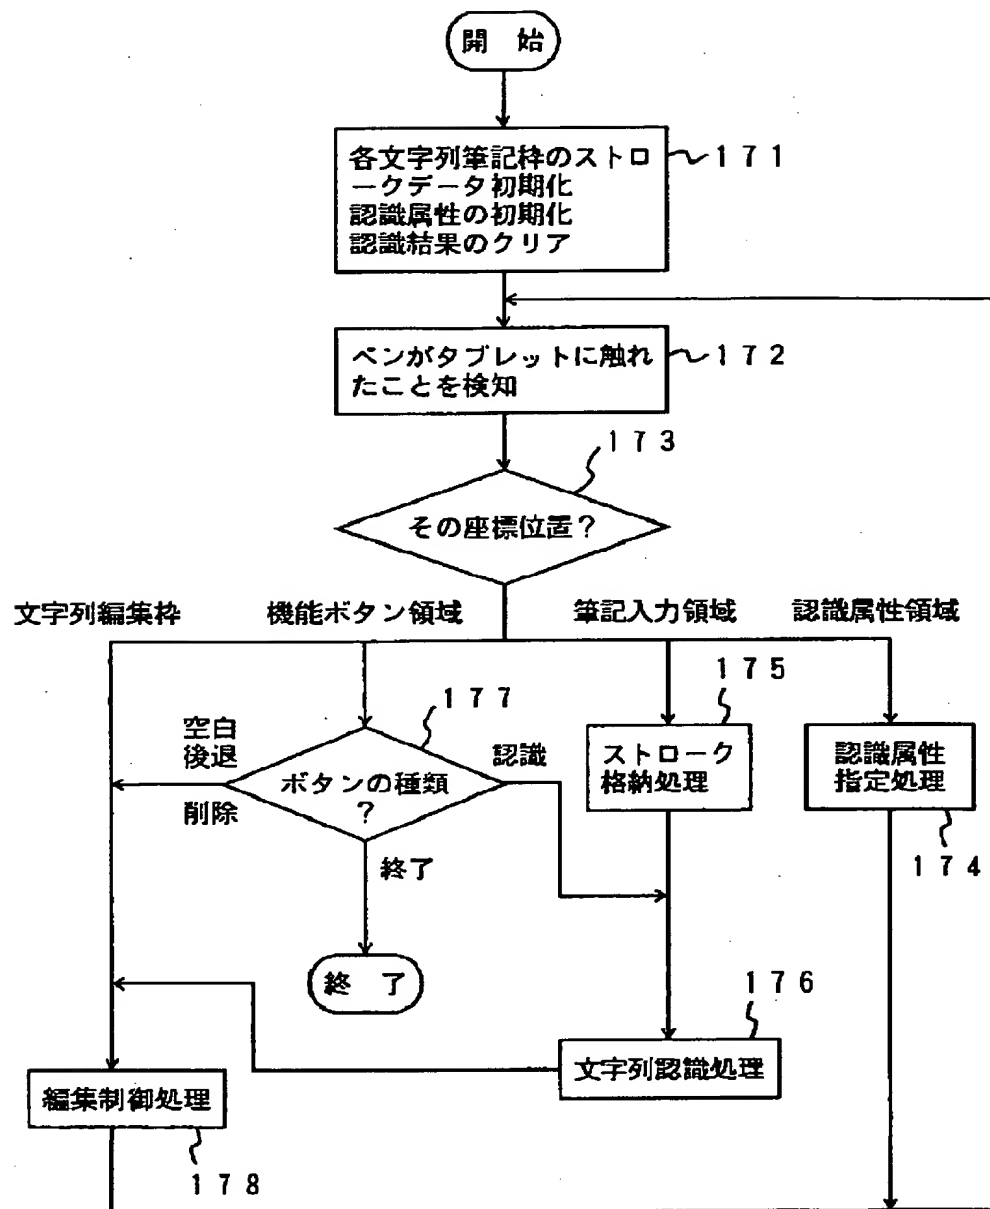 開　始
各文字列筆記枠のストロ
ークデータ初期化
認識属性の初期化
認識結果のクリア
１７１
ペンがタブレットに触れ
たことを検知
１７２
１７３
その座標位置？
文字列編集枠
機能ボタン領域
筆記入力領域
認識属性領域
１７７
１７５
空白
後退
削除
ボタンの種類
？
認識
ストローク
格納処理
認識属性
指定処理
１７４
終了
終　了
１７６
文字列認識処理
編集制御処理
１７８